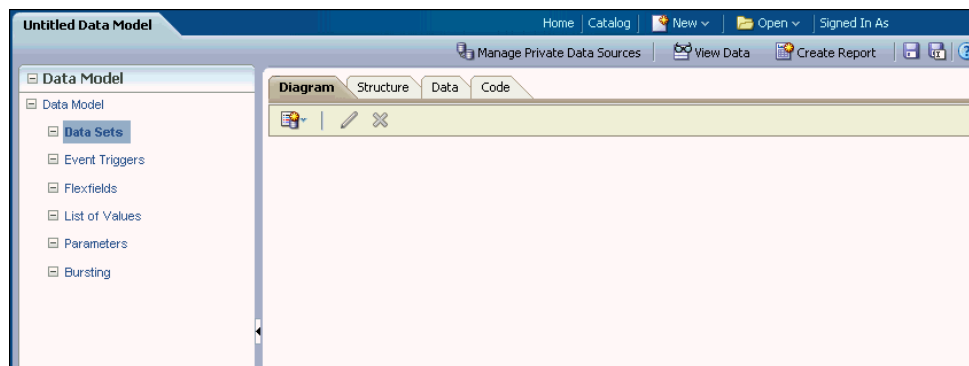 Untitled Data Model
Home Catalog New Open Signed In As
Manage Private Data Sources View Data Create Report
Data Model
Diagram Structure Data Code
Data Model
Data Sets
Event Triggers
Flexfields
List of Values
Parameters
Bursting